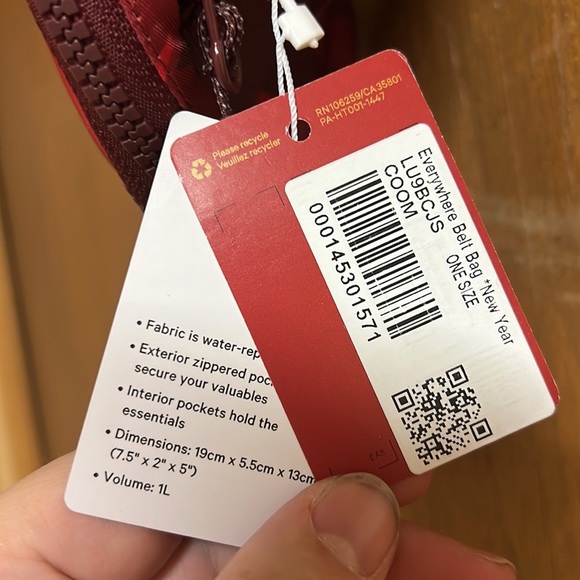 Please recycle
Veuillez recycler
RN106259/CA35801
PA-HT001-1447
Everywhere Belt Bag *New Year
LU9BCJS ONE SIZE
COOM
000145301571
EAS
• Fabric is water-rep
• Exterior zippered poc
secure your valuables
• Interior pockets hold the
essentials
• Dimensions: 19cm x 5.5cm x 13cm
(7.5" x 2" x 5")
• Volume: 1L